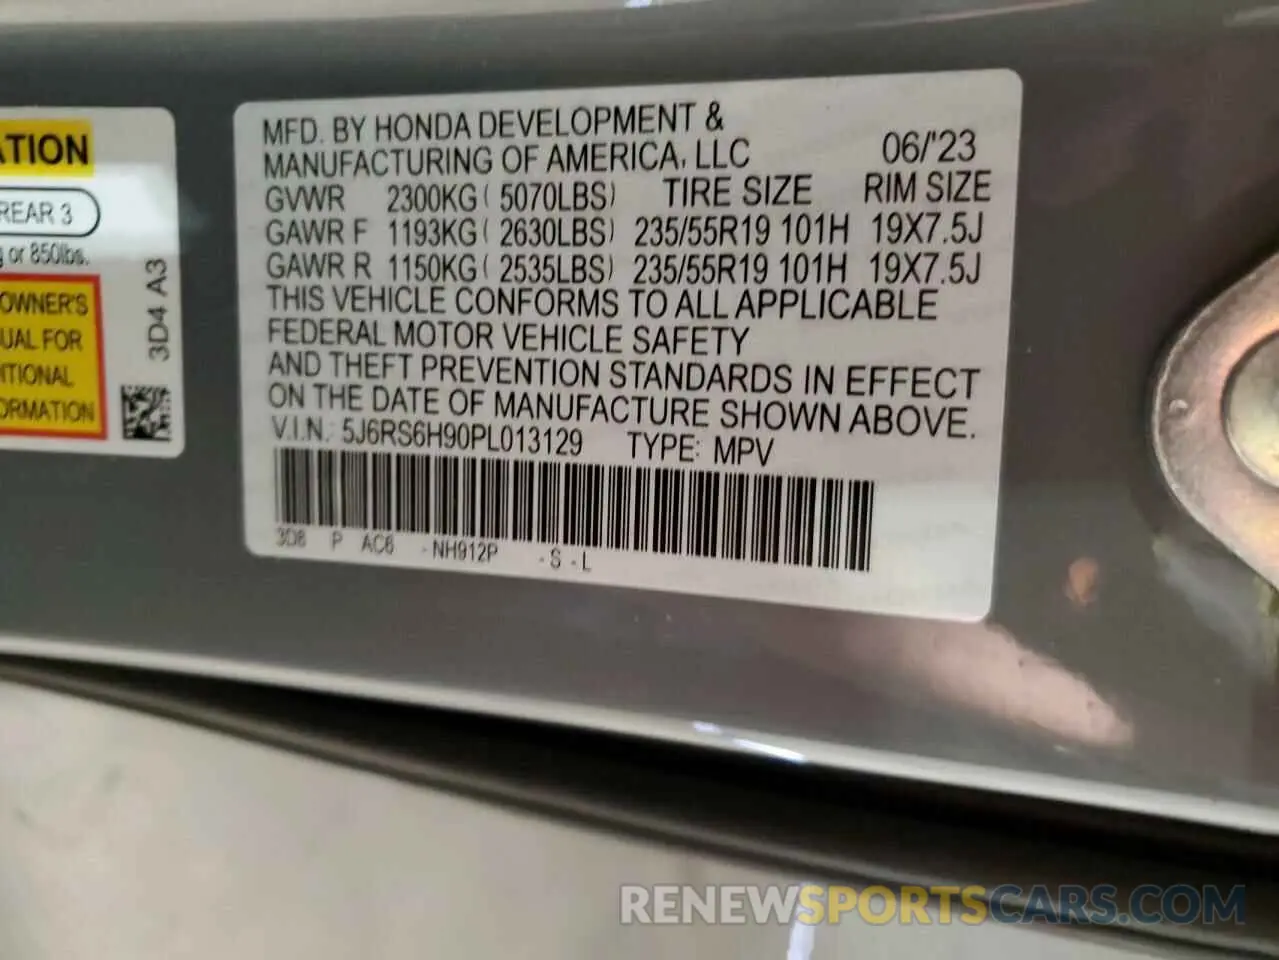 ATION
REAR 3
g or 850lbs.
OWNER'S
UAL FOR
ITIONAL
ORMATION
3D4 A3
MFD. BY HONDA DEVELOPMENT &
MANUFACTURING OF AMERICA, LLC 06/'23
GVWR 2300KG( 5070LBS) TIRE SIZE RIM SIZE
GAWR F 1193KG( 2630LBS) 235/55R19 101H 19X7.5J
GAWR R 1150KG( 2535LBS) 235/55R19 101H 19X7.5J
THIS VEHICLE CONFORMS TO ALL APPLICABLE
FEDERAL MOTOR VEHICLE SAFETY
AND THEFT PREVENTION STANDARDS IN EFFECT
ON THE DATE OF MANUFACTURE SHOWN ABOVE.
V.I.N.: 5J6RS6H90PL013129 TYPE: MPV
3D8 P AC6 -NH912P -S-L
RENEWSPORTSCARS.COM